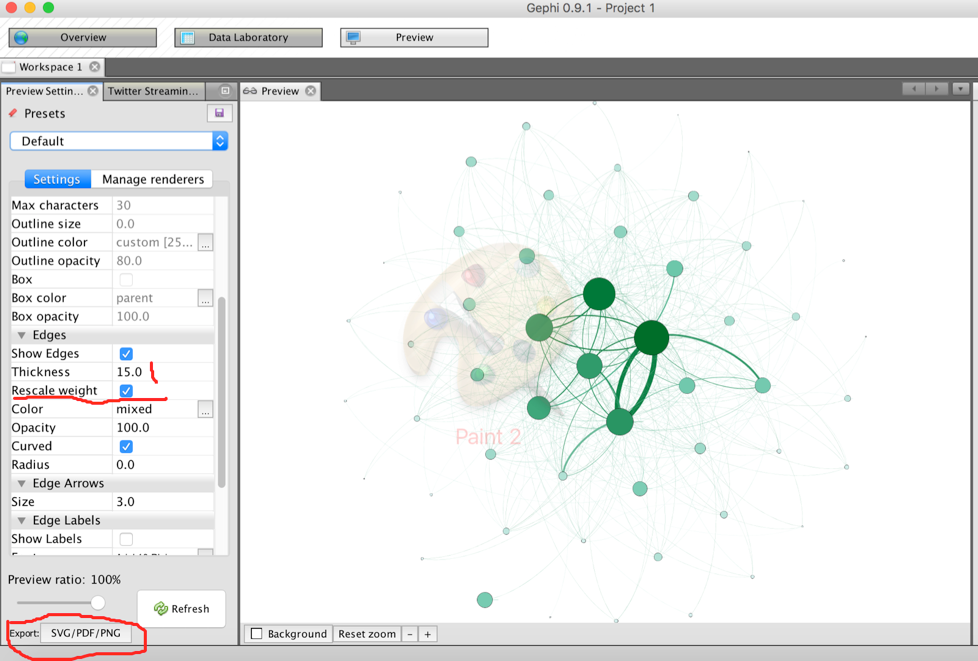 Gephi 0.9.1 - Project 1
Overview
Data Laboratory
Preview
Workspace 1
Preview Settin...
Twitter Streamin...
Preview
Presets
Default
Settings
Manage renderers
Max characters 30
Outline size 0.0
Outline color custom [25... ...
Outline opacity 80.0
Box
Box color parent ...
Box opacity 100.0
Edges
Show Edges
Thickness 15.0
Rescale weight
Color mixed ...
Opacity 100.0
Curved
Radius 0.0
Edge Arrows
Size 3.0
Edge Labels
Show Labels
Paint 2
Preview ratio: 100%
Refresh
Export: SVG/PDF/PNG
Background
Reset zoom
-
+